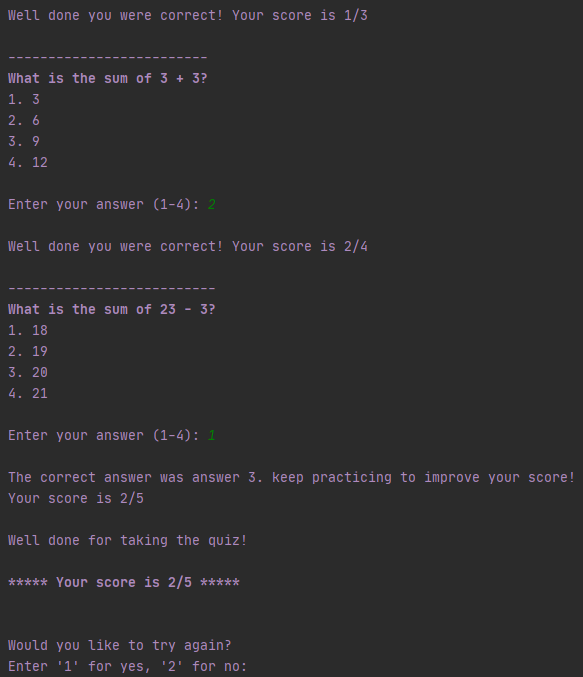 Well done you were correct! Your score is 1/3
-------------------------
What is the sum of 3 + 3?
1. 3
2. 6
3. 9
4. 12
Enter your answer (1-4): 2
Well done you were correct! Your score is 2/4
--------------------------
What is the sum of 23 - 3?
1. 18
2. 19
3. 20
4. 21
Enter your answer (1-4): 1
The correct answer was answer 3. keep practicing to improve your score!
Your score is 2/5
Well done for taking the quiz!
***** Your score is 2/5 *****
Would you like to try again?
Enter '1' for yes, '2' for no: